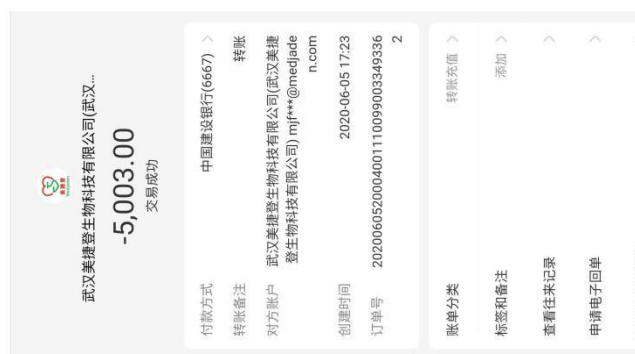 武汉美捷登生物科技有限公司(武汉...
-5,003.00
交易成功
付款方式 中国建设银行(6667)
转账备注 转账
对方账户 武汉美捷登生物科技有限公司(武汉美捷
登生物科技有限公司) mjf***@medjade
n.com
创建时间 2020-06-05 17:23
订单号 2020060520004001110099003349336
2
账单分类 转账充值
标签和备注 添加
查看往来记录
申请电子回单